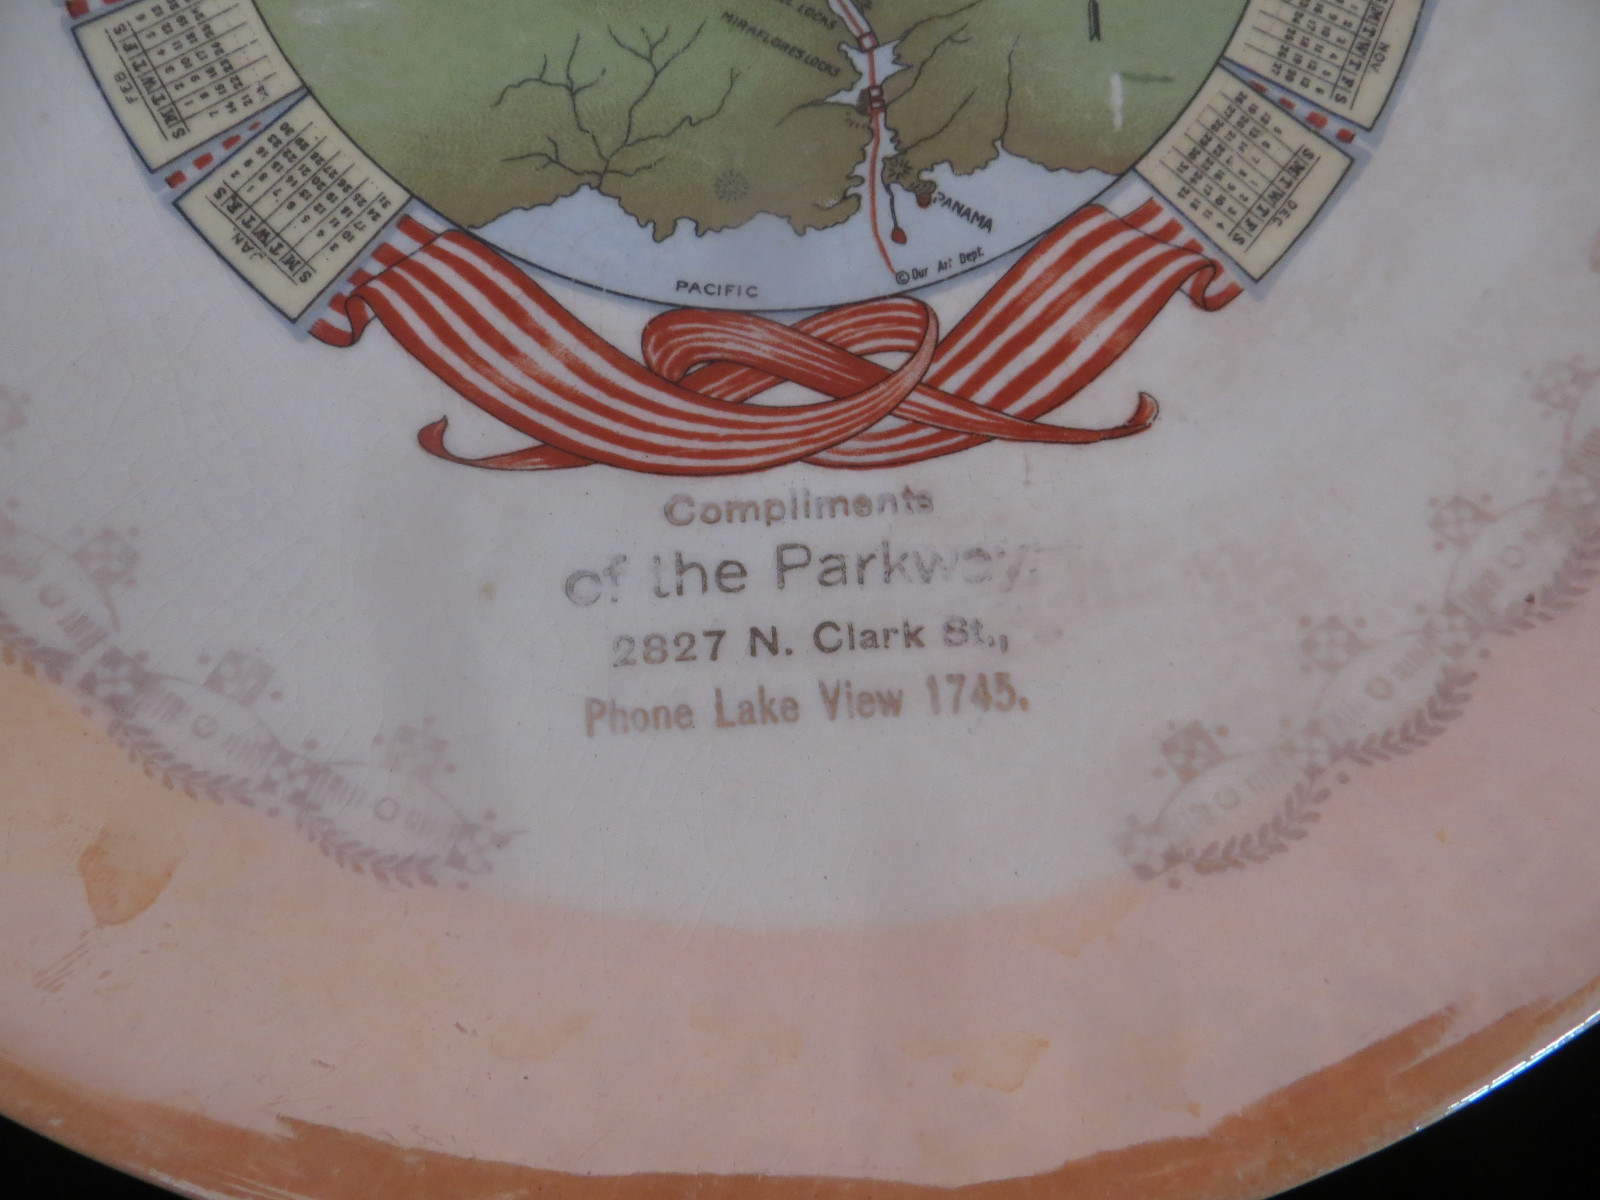 LOCKS
MIRAFLORES LOCKS
PANAMA
© Our Art Dept.
PACIFIC
FEB
S M T W T F S
JAN.
S M T W T F S
NOV
S M T W T F S
DEC
S M T W T F S
Compliments
of the Parkway.
2827 N. Clark St.,
Phone Lake View 1745.